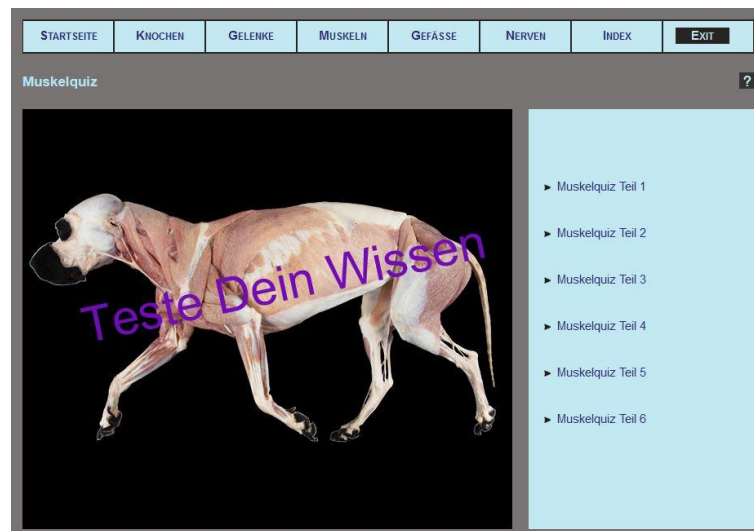 STARTSEITE KNOCHEN GELENKE MUSKELN GEFÄSSE NERVEN INDEX EXIT
Muskelquiz ?
Teste Dein Wissen
► Muskelquiz Teil 1
► Muskelquiz Teil 2
► Muskelquiz Teil 3
► Muskelquiz Teil 4
► Muskelquiz Teil 5
► Muskelquiz Teil 6